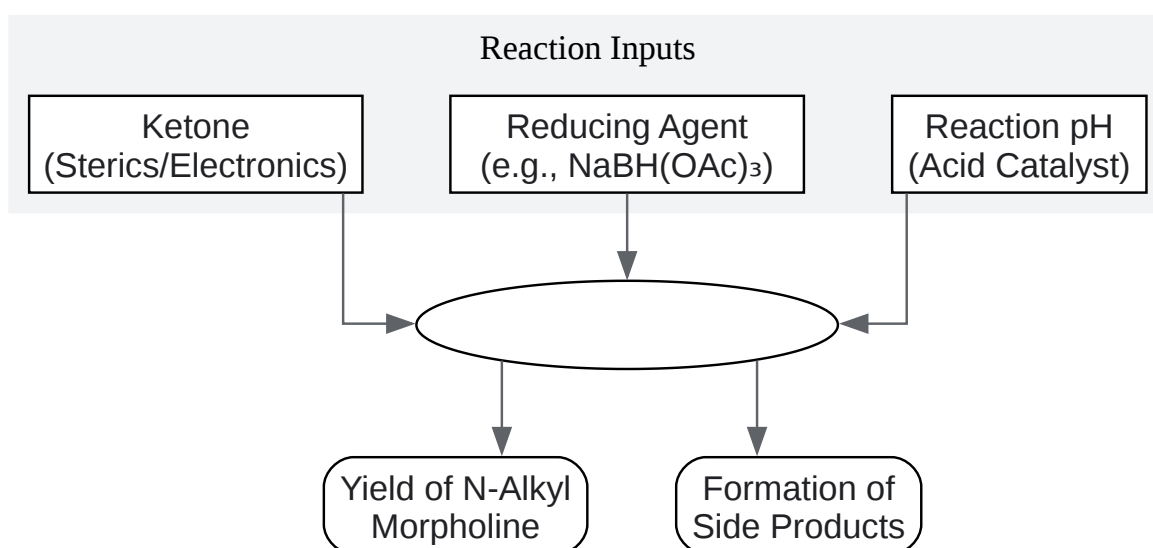 Reaction Inputs
Ketone
(Sterics/Electronics)
Reducing Agent
(e.g., NaBH(OAc)₃)
Reaction pH
(Acid Catalyst)
Yield of N-Alkyl
Morpholine
Formation of
Side Products